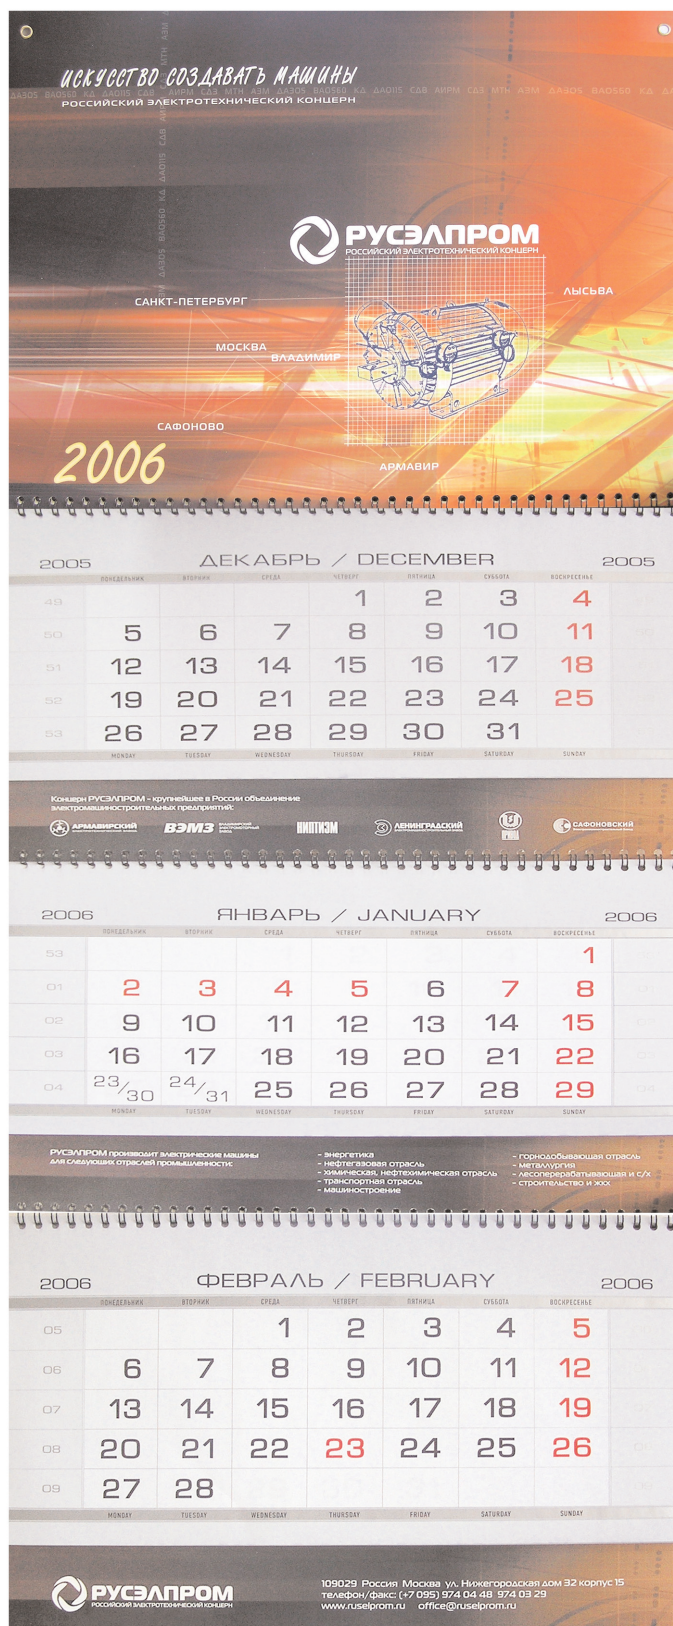 ИСКУССТВО СОЗДАВАТЬ МАШИНЫ
РОССИЙСКИЙ ЭЛЕКТРОТЕХНИЧЕСКИЙ КОНЦЕРН
РУСЭЛПРОМ
РОССИЙСКИЙ ЭЛЕКТРОТЕХНИЧЕСКИЙ КОНЦЕРН
САНКТ-ПЕТЕРБУРГ
ЛЫСЬВА
МОСКВА
ВЛАДИМИР
САФОНОВО
АРМАВИР
2006
2005 ДЕКАБРЬ / DECEMBER 2005
ПОНЕДЕЛЬНИК ВТОРНИК СРЕДА ЧЕТВЕРГ ПЯТНИЦА СУББОТА ВОСКРЕСЕНЬЕ
49 1 2 3 4
50 5 6 7 8 9 10 11
51 12 13 14 15 16 17 18
52 19 20 21 22 23 24 25
53 26 27 28 29 30 31
MONDAY TUESDAY WEDNESDAY THURSDAY FRIDAY SATURDAY SUNDAY
Концерн РУСЭЛПРОМ - крупнейшее в России объединение
электромашиностроительных предприятий:
АРМАВИРСКИЙ ВЭМЗ НИПТИЭМ ЛЕНИНГРАДСКИЙ САФОНОВСКИЙ
2006 ЯНВАРЬ / JANUARY 2006
ПОНЕДЕЛЬНИК ВТОРНИК СРЕДА ЧЕТВЕРГ ПЯТНИЦА СУББОТА ВОСКРЕСЕНЬЕ
53 1
01 2 3 4 5 6 7 8
02 9 10 11 12 13 14 15
03 16 17 18 19 20 21 22
04 23/30 24/31 25 26 27 28 29
MONDAY TUESDAY WEDNESDAY THURSDAY FRIDAY SATURDAY SUNDAY
РУСЭЛПРОМ производит электрические машины
для следующих отраслей промышленности:
- энергетика
- нефтегазовая отрасль
- химическая, нефтехимическая отрасль
- транспортная отрасль
- машиностроение
- горнодобывающая отрасль
- металлургия
- лесоперерабатывающая и с/х
- строительство и жкх
2006 ФЕВРАЛЬ / FEBRUARY 2006
ПОНЕДЕЛЬНИК ВТОРНИК СРЕДА ЧЕТВЕРГ ПЯТНИЦА СУББОТА ВОСКРЕСЕНЬЕ
05 1 2 3 4 5
06 6 7 8 9 10 11 12
07 13 14 15 16 17 18 19
08 20 21 22 23 24 25 26
09 27 28
MONDAY TUESDAY WEDNESDAY THURSDAY FRIDAY SATURDAY SUNDAY
РУСЭЛПРОМ
РОССИЙСКИЙ ЭЛЕКТРОТЕХНИЧЕСКИЙ КОНЦЕРН
109029 Россия Москва ул. Нижегородская дом 32 корпус 15
телефон/факс: (+7 095) 974 04 48 974 03 29
www.ruselprom.ru office@ruselprom.ru